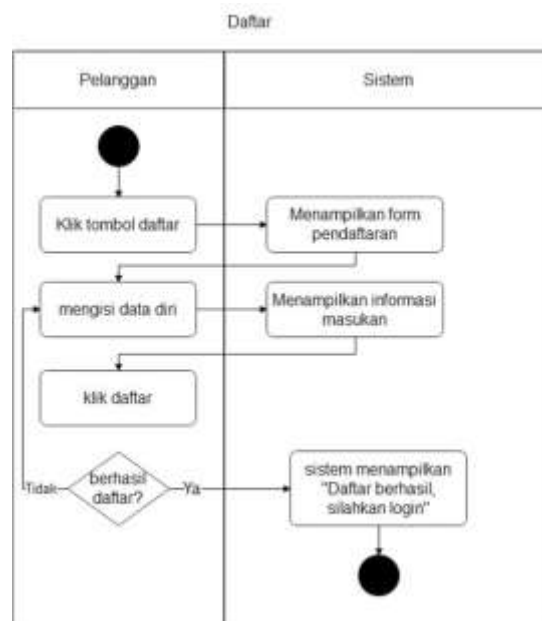 Daftar
Pelanggan
Sistem
Klik tombol daftar
Menampilkan form
pendaftaran
mengisi data diri
Menampilkan informasi
masukan
klik daftar
berhasil
daftar?
Tidak
Ya
sistem menampilkan
"Daftar berhasil,
silahkan login"